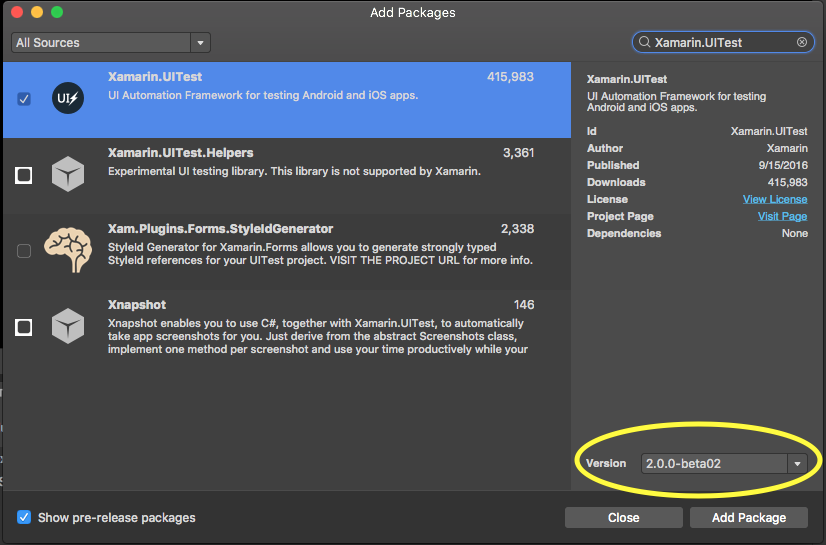 Add Packages
All Sources
Xamarin.UITest
Xamarin.UITest
415,983
UI Automation Framework for testing Android and iOS apps.
UI
Xamarin.UITest.Helpers
3,361
Experimental UI testing library. This library is not supported by Xamarin.
Xam.Plugins.Forms.StyleIdGenerator
2,338
StyleId Generator for Xamarin.Forms allows you to generate strongly typed
StyleId references for your UITest project. VISIT THE PROJECT URL for more info.
Xnapshot
146
Xnapshot enables you to use C#, together with Xamarin.UITest, to automatically
take app screenshots for you. Just derive from the abstract Screenshots class,
implement one method per screenshot and use your time productively while your
Xamarin.UITest
UI Automation Framework for testing
Android and iOS apps.
Id Xamarin.UITest
Author Xamarin
Published 9/15/2016
Downloads 415,983
License View License
Project Page Visit Page
Dependencies None
Version 2.0.0-beta02
Show pre-release packages
Close
Add Package